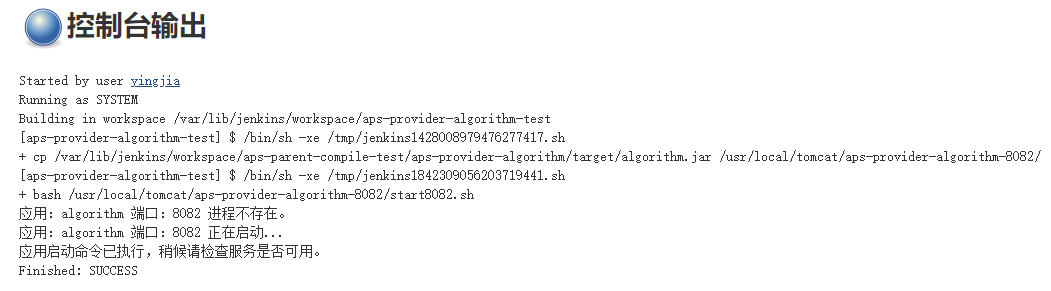 控制台输出
Started by user yingjia
Running as SYSTEM
Building in workspace /var/lib/jenkins/workspace/aps-provider-algorithm-test
[aps-provider-algorithm-test] $ /bin/sh -xe /tmp/jenkins1428008979476277417.sh
+ cp /var/lib/jenkins/workspace/aps-parent-compile-test/aps-provider-algorithm/target/algorithm.jar /usr/local/tomcat/aps-provider-algorithm-8082/
[aps-provider-algorithm-test] $ /bin/sh -xe /tmp/jenkins1842309056203719441.sh
+ bash /usr/local/tomcat/aps-provider-algorithm-8082/start8082.sh
应用: algorithm 端口: 8082 进程不存在。
应用: algorithm 端口: 8082 正在启动...
应用启动命令已执行，稍候请检查服务是否可用。
Finished: SUCCESS